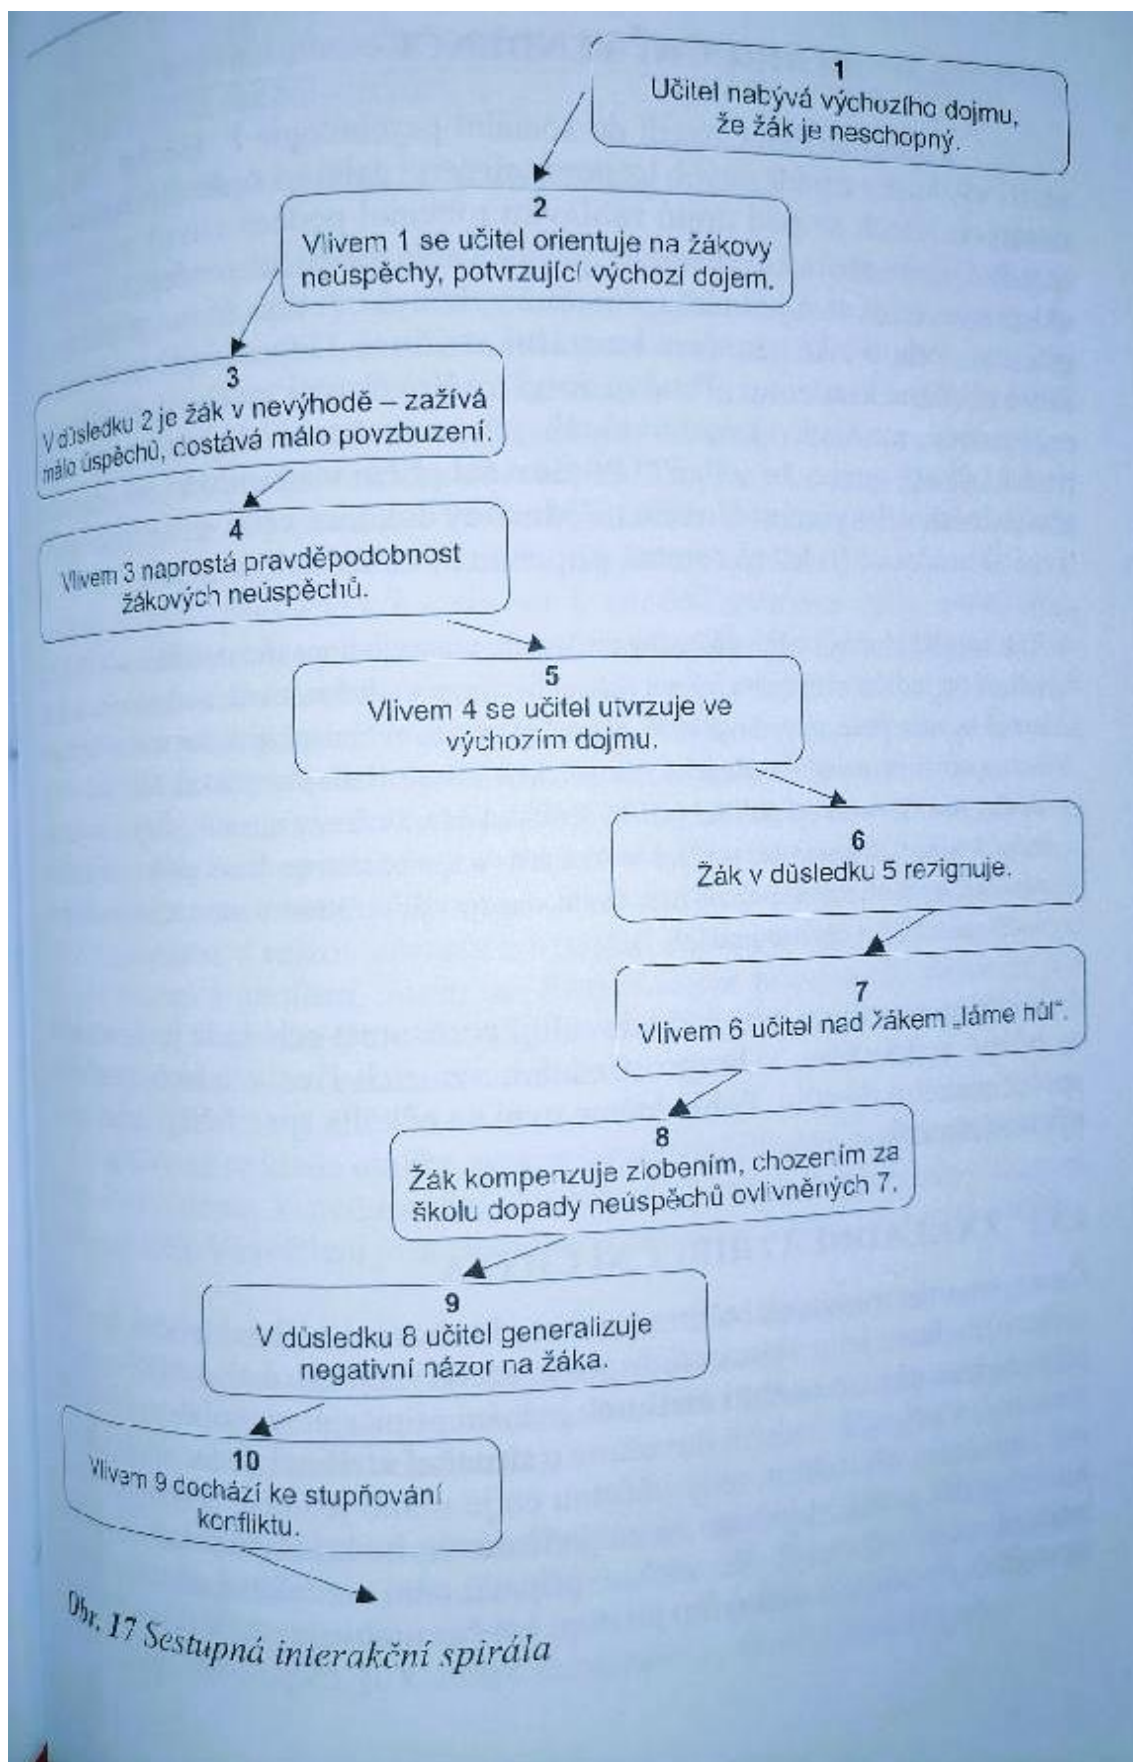 1
Učitel nabývá výchozího dojmu,
že žák je neschopný.
2
Vlivem 1 se učitel orientuje na žákovy
neúspěchy, potvrzující výchozí dojem.
3
V důsledku 2 je žák v nevýhodě – zažívá
málo úspěchů, dostává málo povzbuzení.
4
Vlivem 3 naprostá pravděpodobnost
žákových neúspěchů.
5
Vlivem 4 se učitel utvrzuje ve
výchozím dojmu.
6
Žák v důsledku 5 rezignuje.
7
Vlivem 6 učitel nad žákem „láme hůl“.
8
Žák kompenzuje zlobením, chozením za
školu dopady neúspěchů ovlivněných 7.
9
V důsledku 8 učitel generalizuje
negativní názor na žáka.
10
Vlivem 9 dochází ke stupňování
konfliktu.
Obr. 17 Sestupná interakční spirála